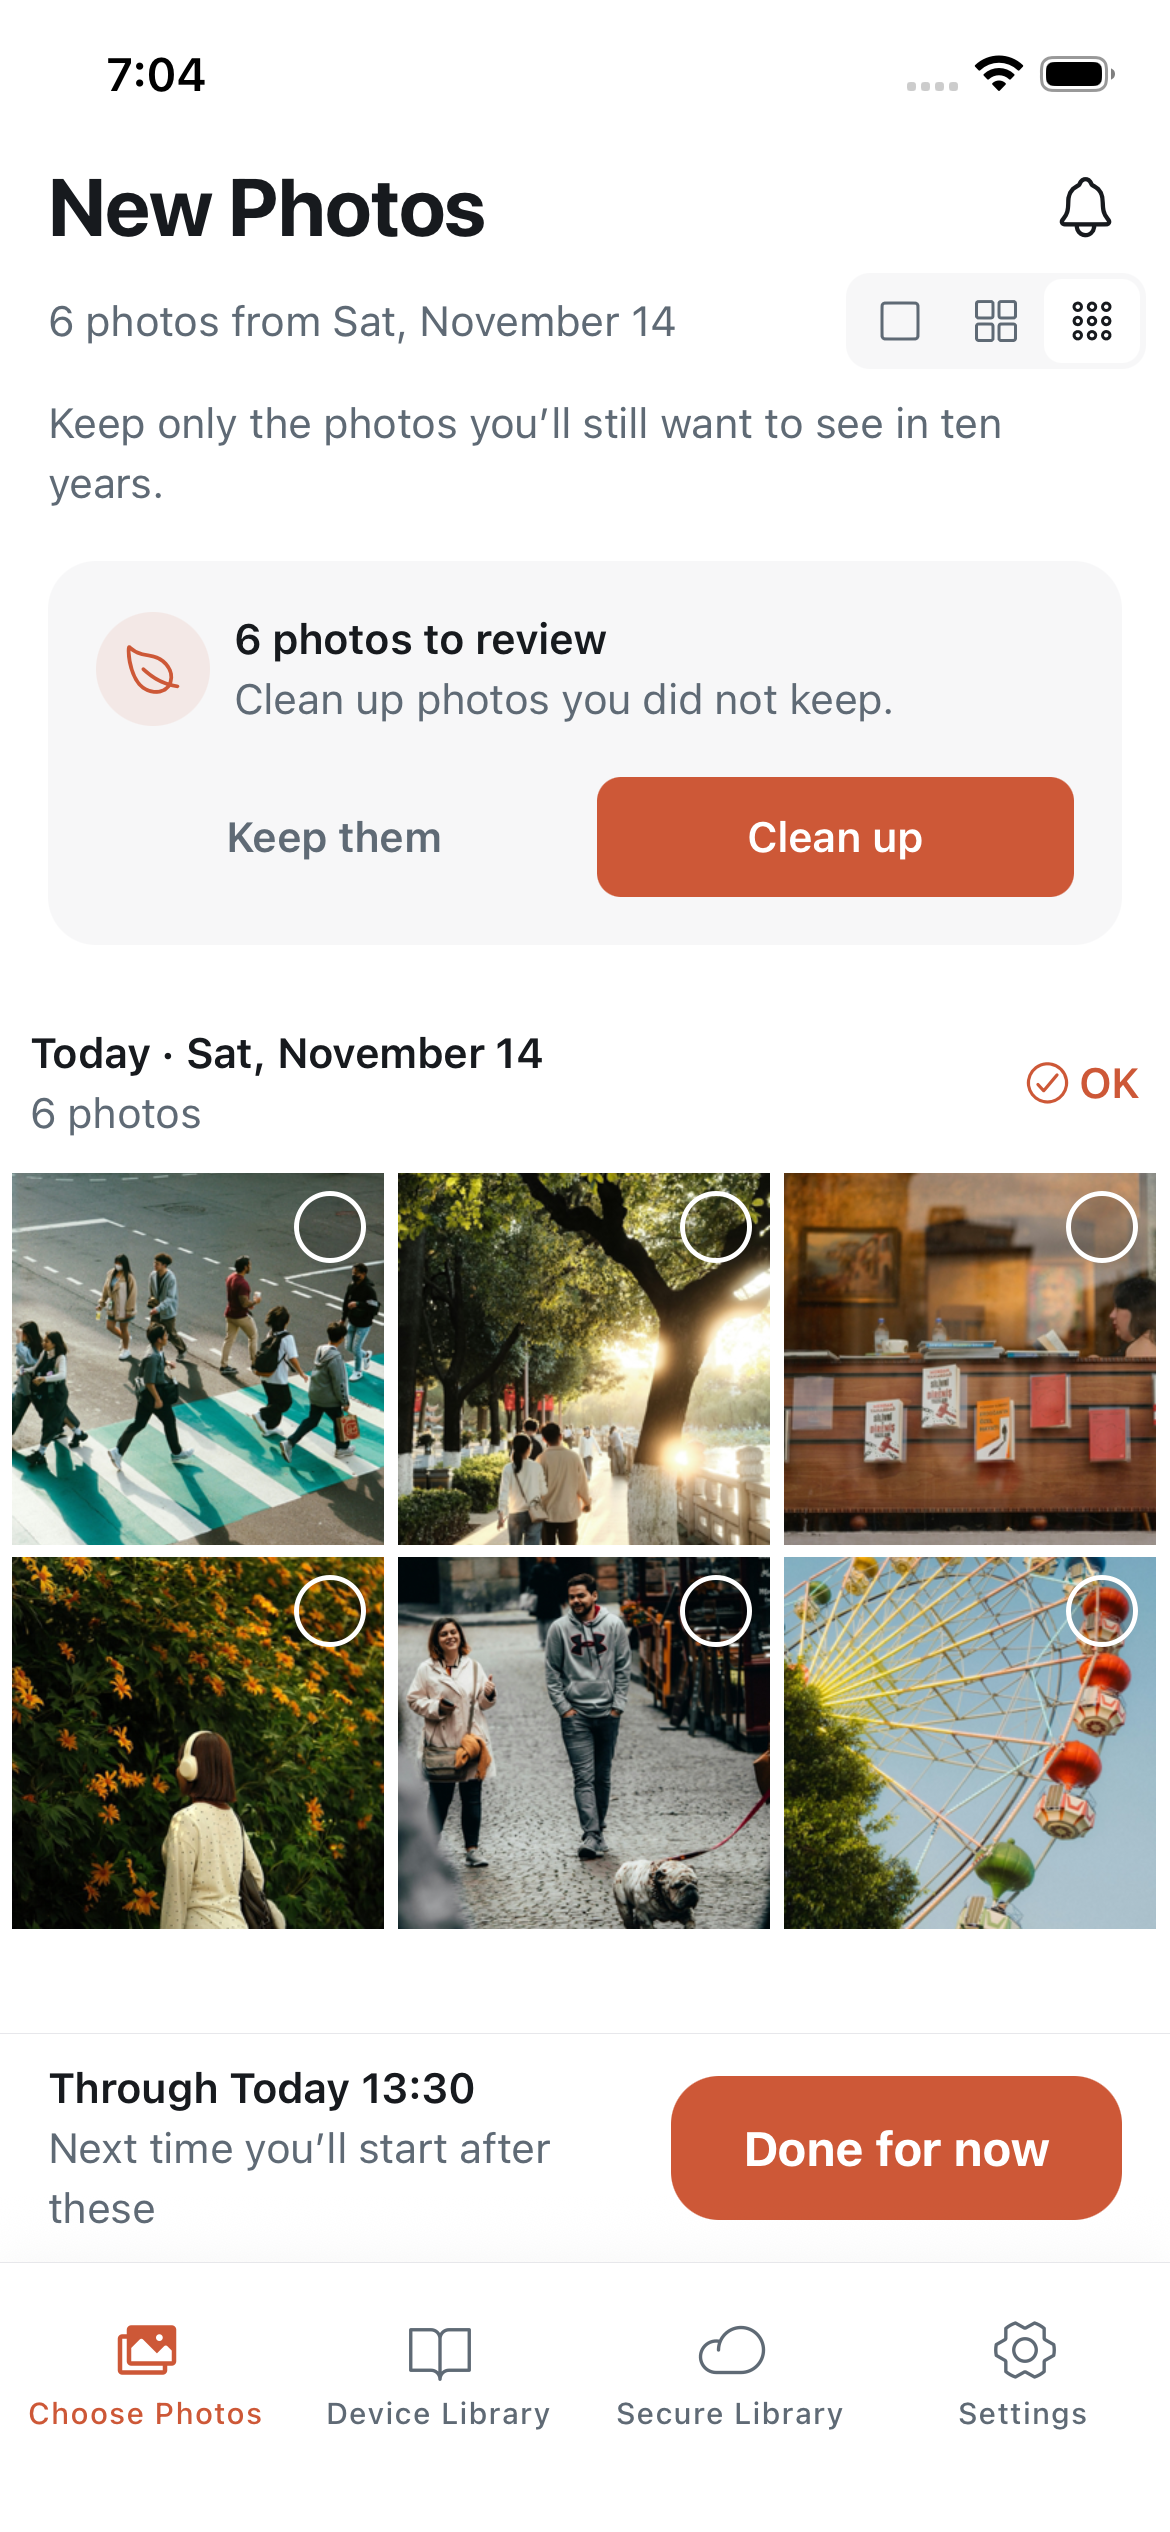 7:04
New Photos
6 photos from Sat, November 14
Keep only the photos you’ll still want to see in ten
years.
6 photos to review
Clean up photos you did not keep.
Keep them
Clean up
Today · Sat, November 14
6 photos
OK
Through Today 13:30
Next time you’ll start after
these
Done for now
Choose Photos
Device Library
Secure Library
Settings